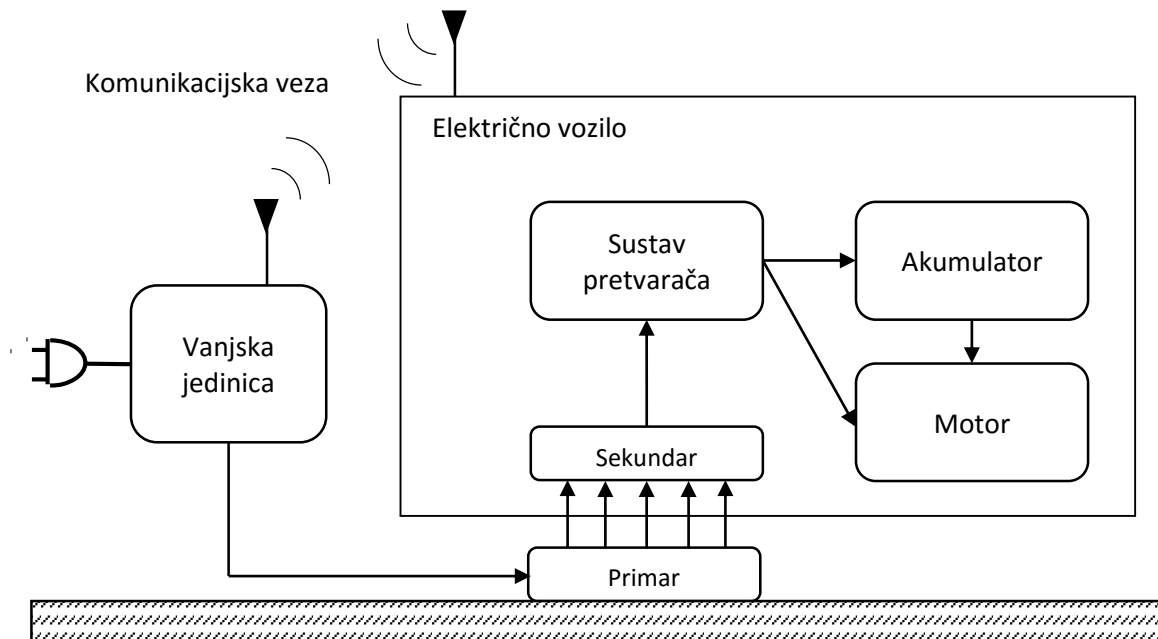 Komunikacijska veza
Električno vozilo
Sustav
pretvarača
Akumulator
Vanjska
jedinica
Motor
Sekundar
Primar